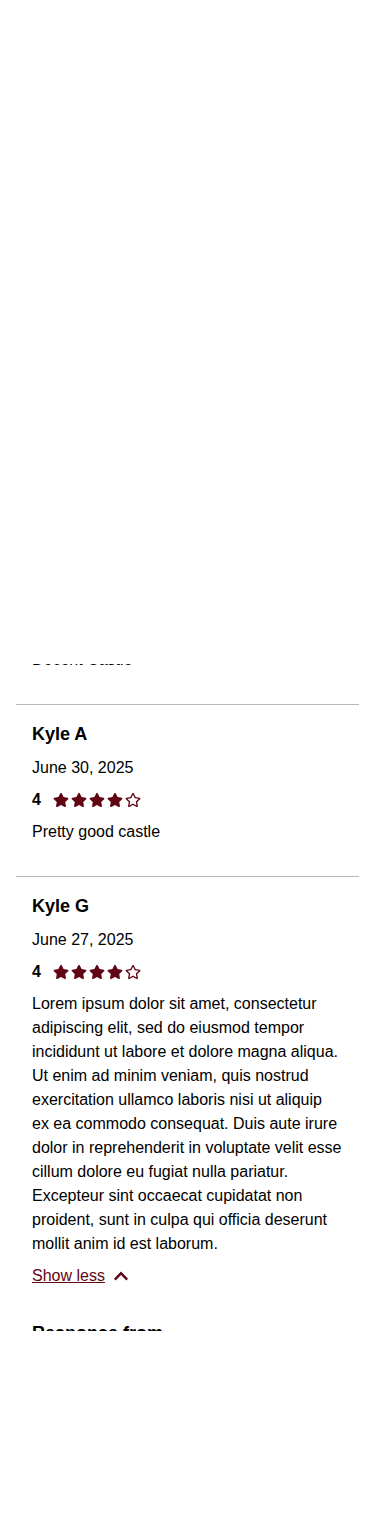 Kyle A
June 30, 2025
4
Pretty good castle
Kyle G
June 27, 2025
4
Lorem ipsum dolor sit amet, consectetur
adipiscing elit, sed do eiusmod tempor
incididunt ut labore et dolore magna aliqua.
Ut enim ad minim veniam, quis nostrud
exercitation ullamco laboris nisi ut aliquip
ex ea commodo consequat. Duis aute irure
dolor in reprehenderit in voluptate velit esse
cillum dolore eu fugiat nulla pariatur.
Excepteur sint occaecat cupidatat non
proident, sunt in culpa qui officia deserunt
mollit anim id est laborum.
Show less
Response from